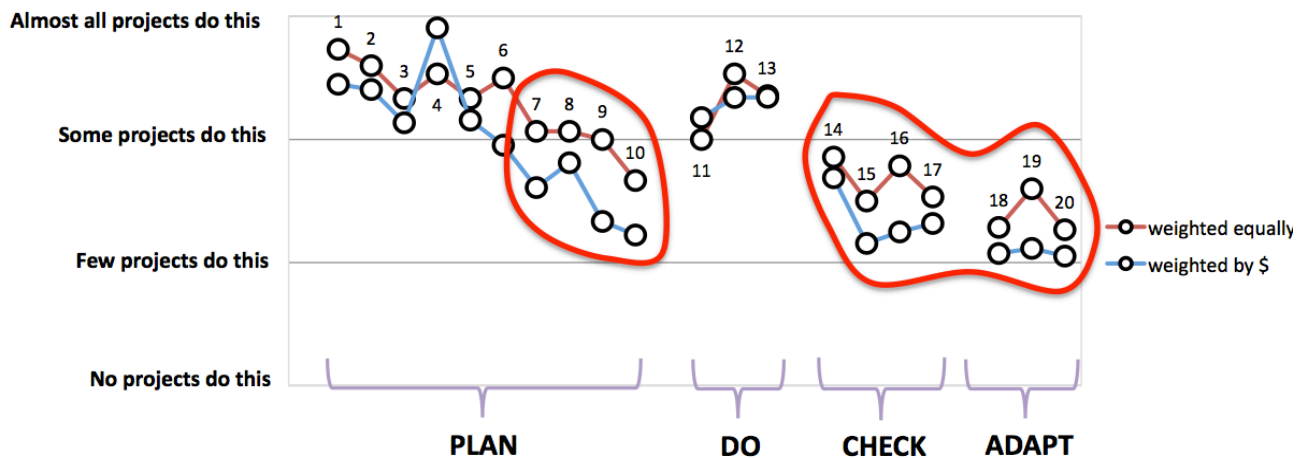 Almost all projects do this
1
2
3
4
5
6
7
8
9
10
11
12
13
Some projects do this
14
15
16
17
18
19
20
weighted equally
Few projects do this
weighted by $
No projects do this
PLAN
DO
CHECK
ADAPT